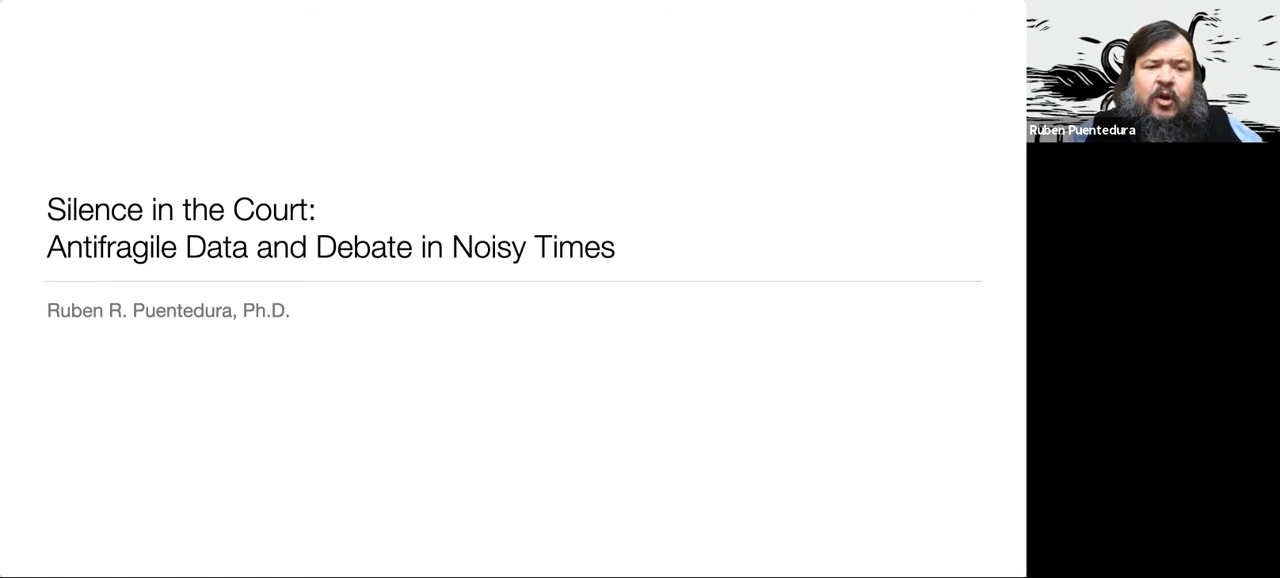 Silence in the Court:
Antifragile Data and Debate in Noisy Times
Ruben R. Puentedura, Ph.D.
Ruben Puentedura